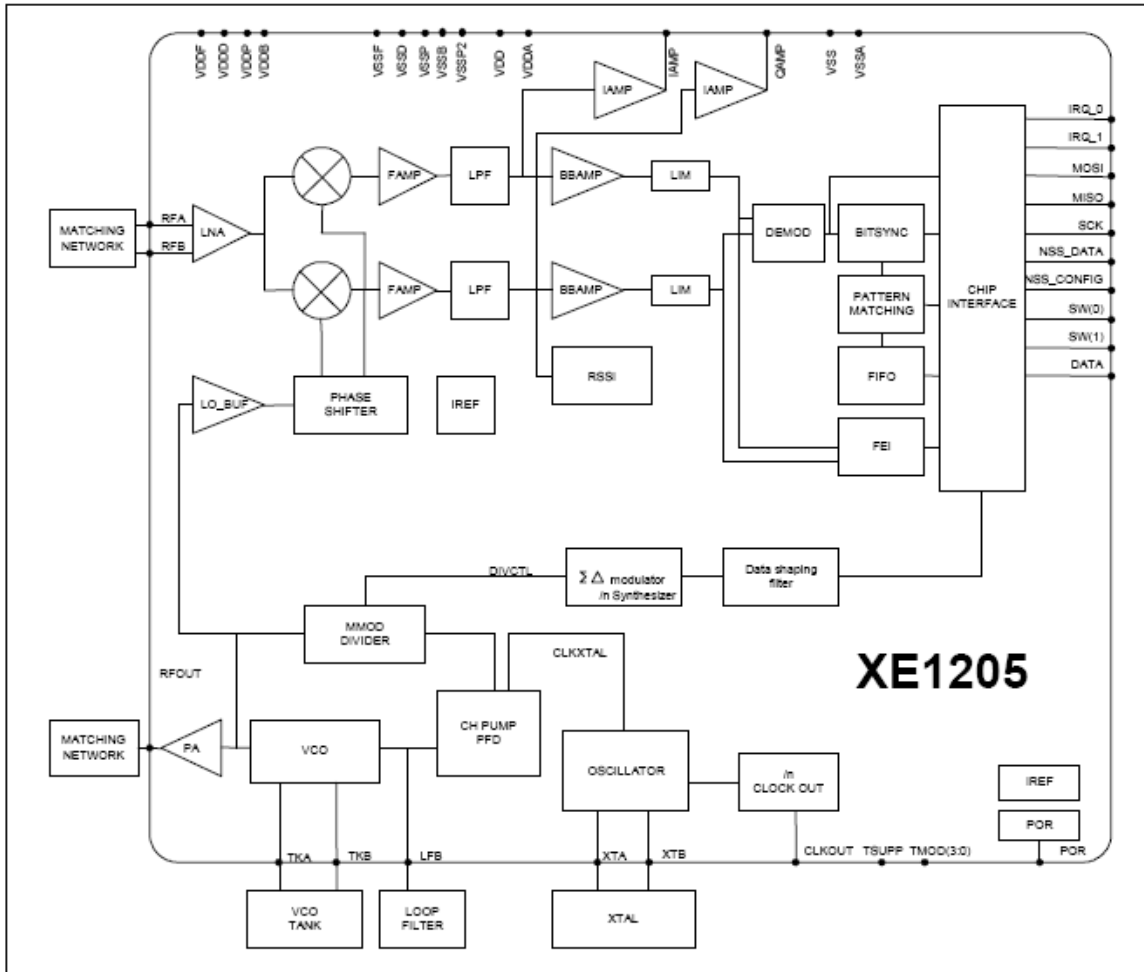 VDDF
VDDD
VDDP
VDDB
VSSF
VSSD
VSSP
VSSB
VSSP2
VDD
VDDA
IAMP
QAMP
VSS
VSSA
IAMP
IAMP
IRQ_0
IRQ_1
MOSI
MISO
SCK
NSS_DATA
NSS_CONFIG
SW(0)
SW(1)
DATA
MATCHING
NETWORK
RFA
RFB
LNA
FAMP
LPF
BBAMP
LIM
DEMOD
BITSYNC
CHIP
INTERFACE
FAMP
LPF
BBAMP
LIM
PATTERN
MATCHING
LO_BUF
PHASE
SHIFTER
IREF
RSSI
FIFO
FEI
DIVCTL
Σ Δ modulator
/n Synthesizer
Data shaping
filter
MMOD
DIVIDER
CLKXTAL
RFOUT
XE1205
MATCHING
NETWORK
PA
VCO
CH PUMP
PFD
OSCILLATOR
/n
CLOCK OUT
IREF
POR
TKA
TKB
LFB
XTA
XTB
CLKOUT
TSUPP
TMOD(3:0)
POR
VCO
TANK
LOOP
FILTER
XTAL